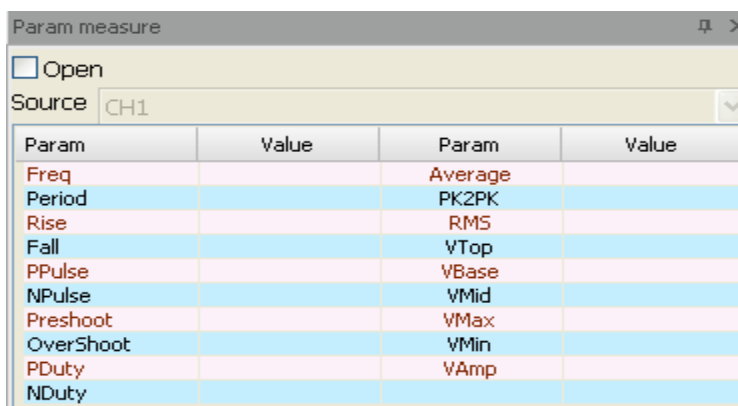 Param measure
Open
Source CH1
Param Value Param Value
Freq Average
Period PK2PK
Rise RMS
Fall VTop
PPulse VBase
NPulse VMid
Preshoot VMax
OverShoot VMin
PDuty VAmp
NDuty